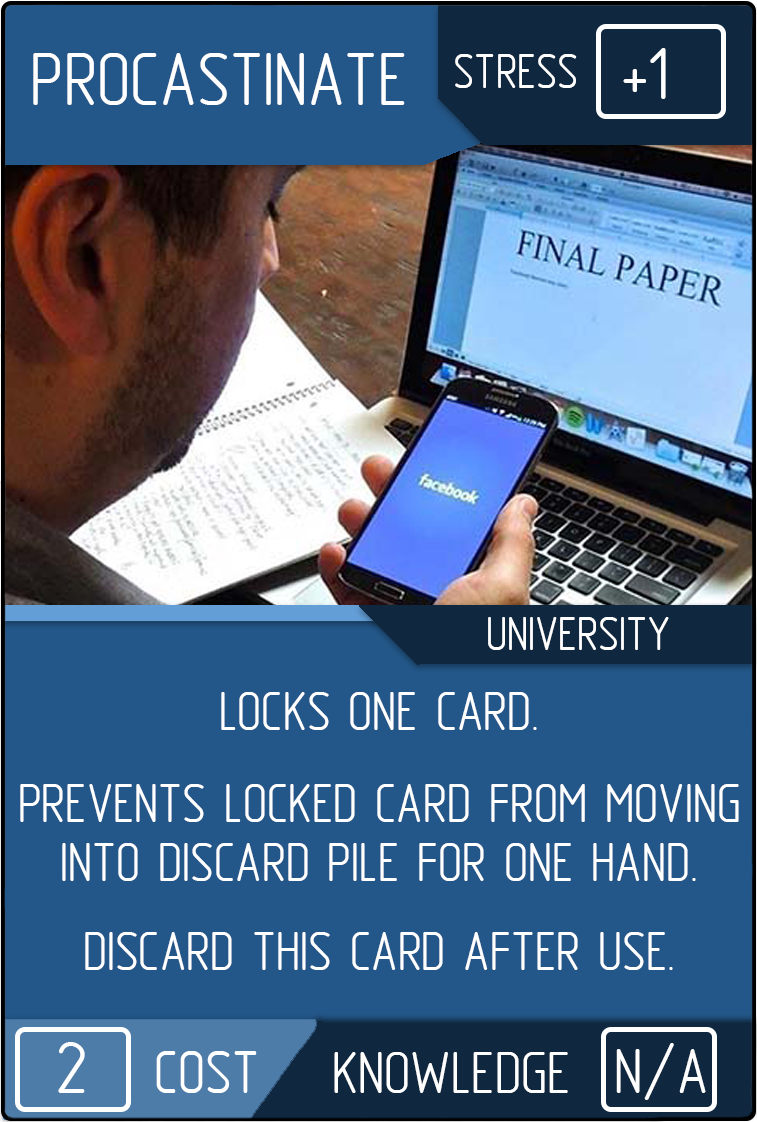 PROCASTINATE
STRESS +1
FINAL PAPER
SAMSUNG
facebook
UNIVERSITY
LOCKS ONE CARD.
PREVENTS LOCKED CARD FROM MOVING
INTO DISCARD PILE FOR ONE HAND.
DISCARD THIS CARD AFTER USE.
2 COST KNOWLEDGE N/A